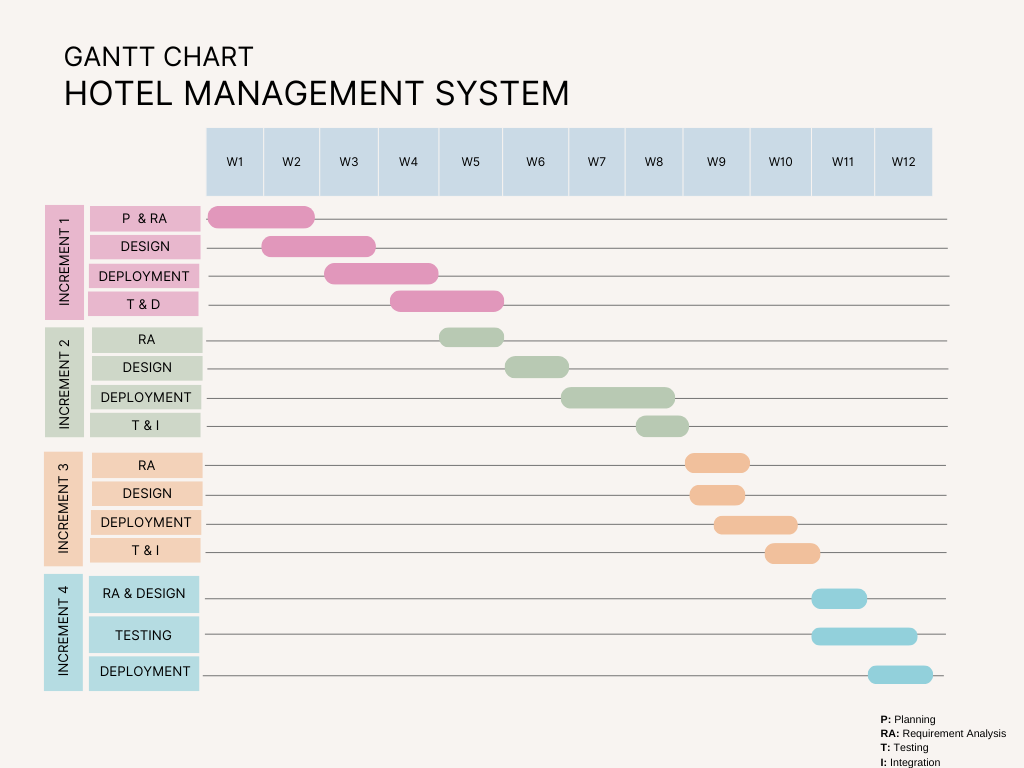 GANTT CHART
HOTEL MANAGEMENT SYSTEM
W1 W2 W3 W4 W5 W6 W7 W8 W9 W10 W11 W12
INCREMENT 1
P & RA
DESIGN
DEPLOYMENT
T & D
INCREMENT 2
RA
DESIGN
DEPLOYMENT
T & I
INCREMENT 3
RA
DESIGN
DEPLOYMENT
T & I
INCREMENT 4
RA & DESIGN
TESTING
DEPLOYMENT
P: Planning
RA: Requirement Analysis
T: Testing
I: Integration